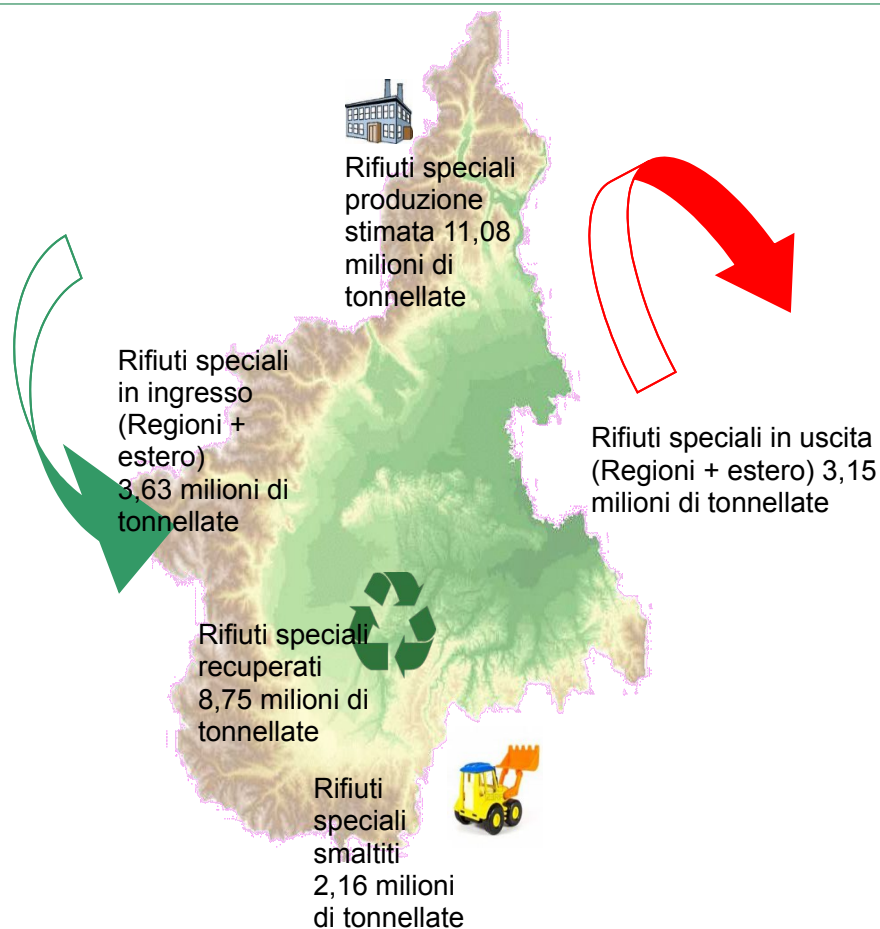 Rifiuti speciali
produzione
stimata 11,08
milioni di
tonnellate
Rifiuti speciali
in ingresso
(Regioni +
estero)
3,63 milioni di
tonnellate
Rifiuti speciali in uscita
(Regioni + estero) 3,15
milioni di tonnellate
Rifiuti speciali
recuperati
8,75 milioni di
tonnellate
Rifiuti
speciali
smaltiti
2,16 milioni
di tonnellate